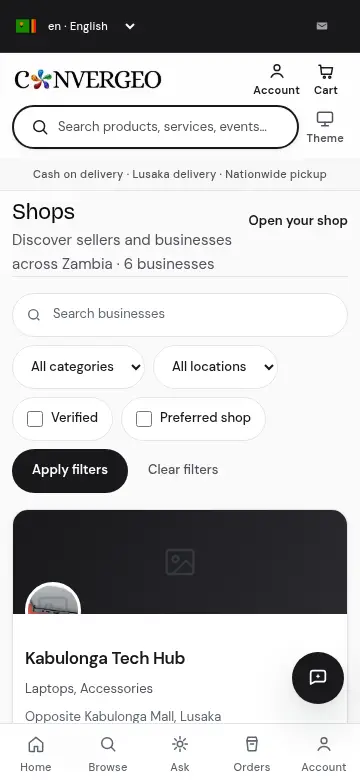 en · English
CONVERGEO
Account
Cart
Search products, services, events…
Theme
Cash on delivery · Lusaka delivery · Nationwide pickup
Shops
Open your shop
Discover sellers and businesses
across Zambia · 6 businesses
Search businesses
All categories
All locations
Verified
Preferred shop
Apply filters
Clear filters
Kabulonga Tech Hub
Laptops, Accessories
Opposite Kabulonga Mall, Lusaka
Home
Browse
Ask
Orders
Account